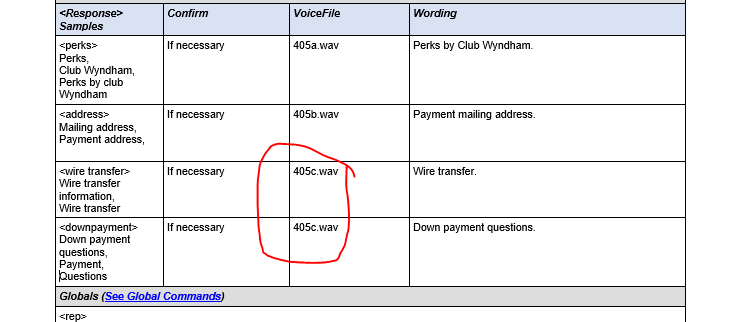 <Response> Confirm VoiceFile Wording
Samples
<perks> If necessary 405a.wav Perks by Club Wyndham.
Perks,
Club Wyndham,
Perks by club
Wyndham
<address> If necessary 405b.wav Payment mailing address.
Mailing address,
Payment address,
<wire transfer> If necessary 405c.wav Wire transfer.
Wire transfer
information,
Wire transfer
<downpayment> If necessary 405c.wav Down payment questions.
Down payment
questions,
Payment,
Questions
Globals (See Global Commands)
<rep>